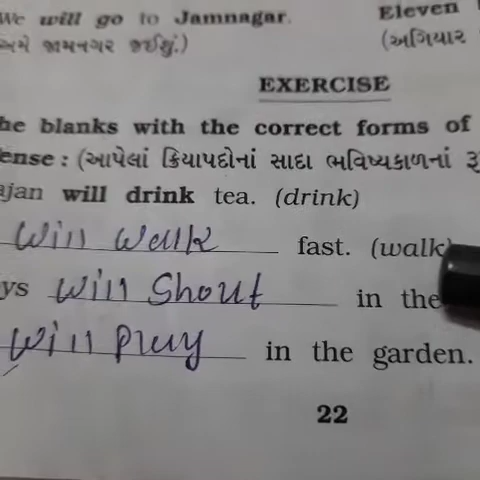 We will go to Jamnagar. Eleven
અમે જામનગર જઈશું.) (અગિયાર
EXERCISE
he blanks with the correct forms of
ense : (આપેલાં ક્રિયાપદોનાં સાદા ભવિષ્યકાળનાં રૂ
ajan will drink tea. (drink)
will walk fast. (walk)
ys will shout in the
will play in the garden.
22